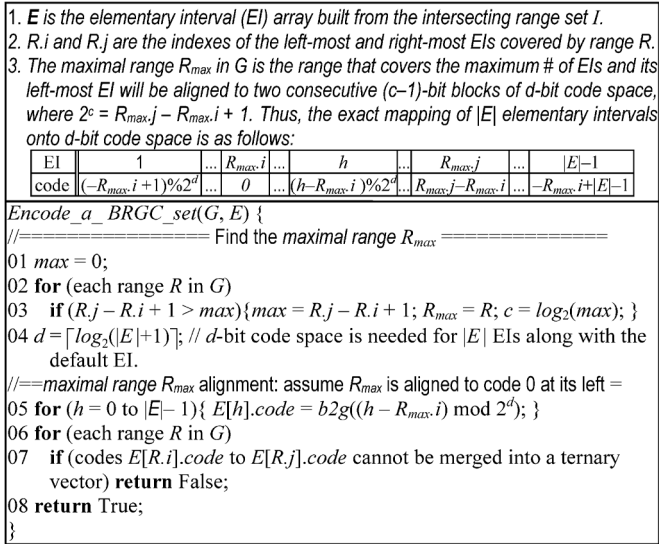 1. E is the elementary interval (EI) array built from the intersecting range set I.
2. R.i and R.j are the indexes of the left-most and right-most EIs covered by range R.
3. The maximal range Rmax in G is the range that covers the maximum # of EIs and its
left-most EI will be aligned to two consecutive (c–1)-bit blocks of d-bit code space,
where 2ᶜ = Rmax.j – Rmax.i + 1. Thus, the exact mapping of |E| elementary intervals
onto d-bit code space is as follows:
EI 1 ... Rmax.i ... h ... Rmax.j ... |E|–1
code (–Rmax.i +1)%2ᵈ ... 0 ... (h–Rmax.i )%2ᵈ ... Rmax.j–Rmax.i ... –Rmax.i+|E|–1
Encode_a_ BRGC_set(G, E) {
//================ Find the maximal range Rmax ==============
01 max = 0;
02 for (each range R in G)
03 if (R.j – R.i + 1 > max){max = R.j – R.i + 1; Rmax = R; c = log₂(max); }
04 d = ⌈log₂(|E|+1)⌉; // d-bit code space is needed for |E| EIs along with the
default EI.
//==maximal range Rmax alignment: assume Rmax is aligned to code 0 at its left =
05 for (h = 0 to |E|– 1){ E[h].code = b2g((h – Rmax.i) mod 2ᵈ); }
06 for (each range R in G)
07 if (codes E[R.i].code to E[R.j].code cannot be merged into a ternary
vector) return False;
08 return True;
}